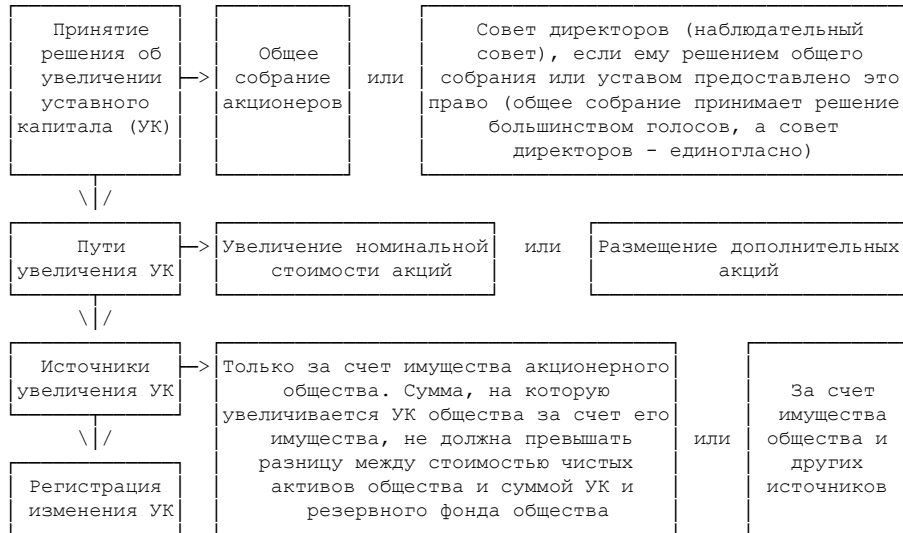 Принятие решения об увеличении уставного капитала (УК)
Общее собрание акционеров
или
Совет директоров (наблюдательный
совет), если ему решением общего
собрания или уставом предоставлено это
право (общее собрание принимает решение
большинством голосов, а совет
директоров - единогласно)
Пути
увеличения УК
Увеличение номинальной
стоимости акций
или
Размещение дополнительных
акций
Источники
увеличения УК
Только за счет имущества акционерного
общества. Сумма, на которую
увеличивается УК общества за счет его
имущества, не должна превышать
разницу между стоимостью чистых
активов общества и суммой УК и
резервного фонда общества
или
За счет
имущества
общества и
других
источников
Регистрация
изменения УК